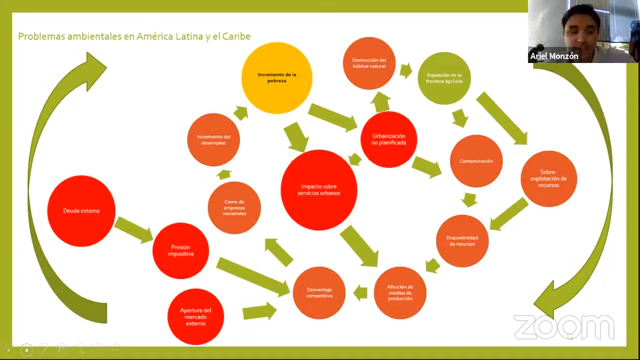 Problemas ambientales en América Latina y el Caribe
Ariel Monzón
Incremento de la
pobreza
Destrucción del
hábitat natural
Expansión de la
frontera agrícola
Incremento del
desempleo
Urbanización
no planificada
Contaminación
Sobre-
explotación de
recursos
Impacto sobre
servicios urbanos
Cierre de
empresas
nacionales
Deuda externa
Presión
impositiva
Disponibilidad
de recursos
Apertura del
mercado
externo
Desventaja
competitiva
Afección de
medios de
producción
zoom